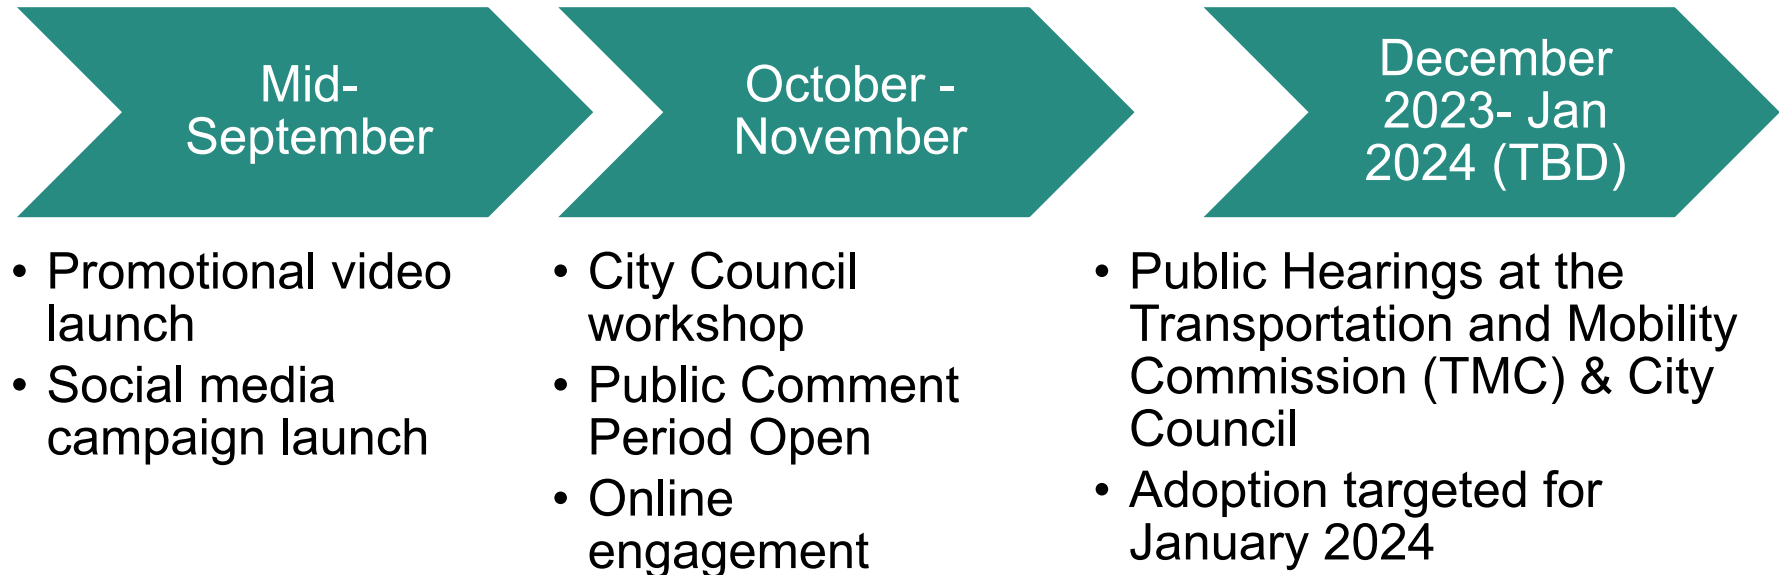 Mid-
September
• Promotional video
launch
• Social media
campaign launch
October -
November
• City Council
workshop
• Public Comment
Period Open
• Online
engagement
December
2023- Jan
2024 (TBD)
• Public Hearings at the
Transportation and Mobility
Commission (TMC) & City
Council
• Adoption targeted for
January 2024